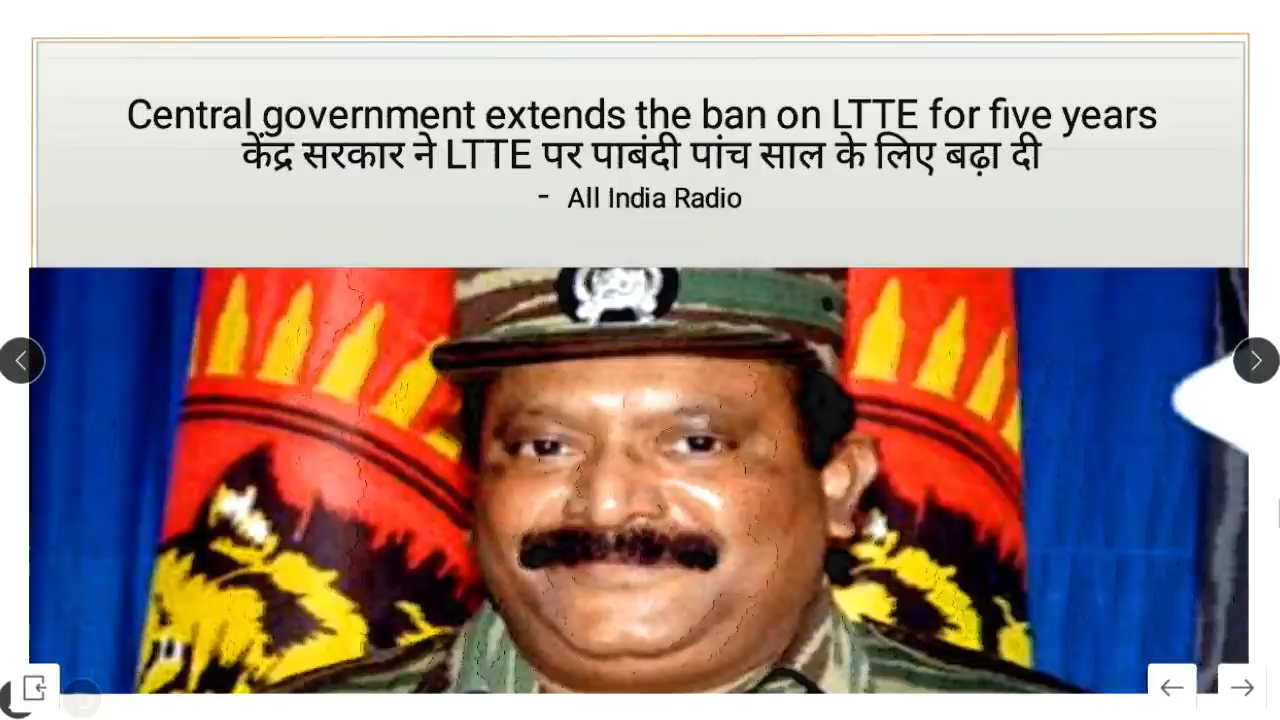 Central government extends the ban on LTTE for five years
केंद्र सरकार ने LTTE पर पाबंदी पांच साल के लिए बढ़ा दी
- All India Radio